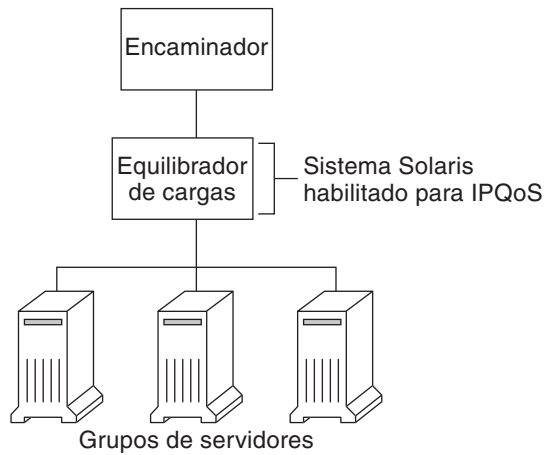 Encaminador
Equilibrador
de cargas
Sistema Solaris
habilitado para IPQoS
Grupos de servidores